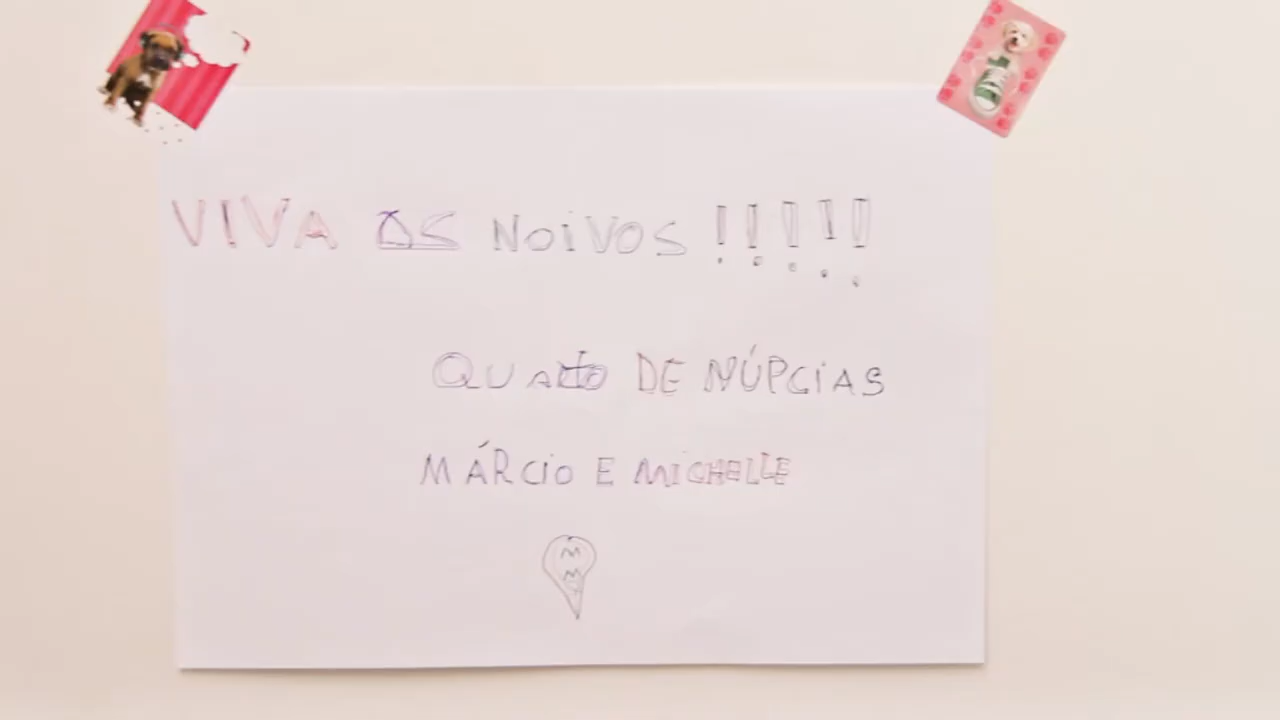 VIVA OS NOIVOS !!!!!
QUARTO DE NÚPCIAS
MÁRCIO E MICHELLE
M
M